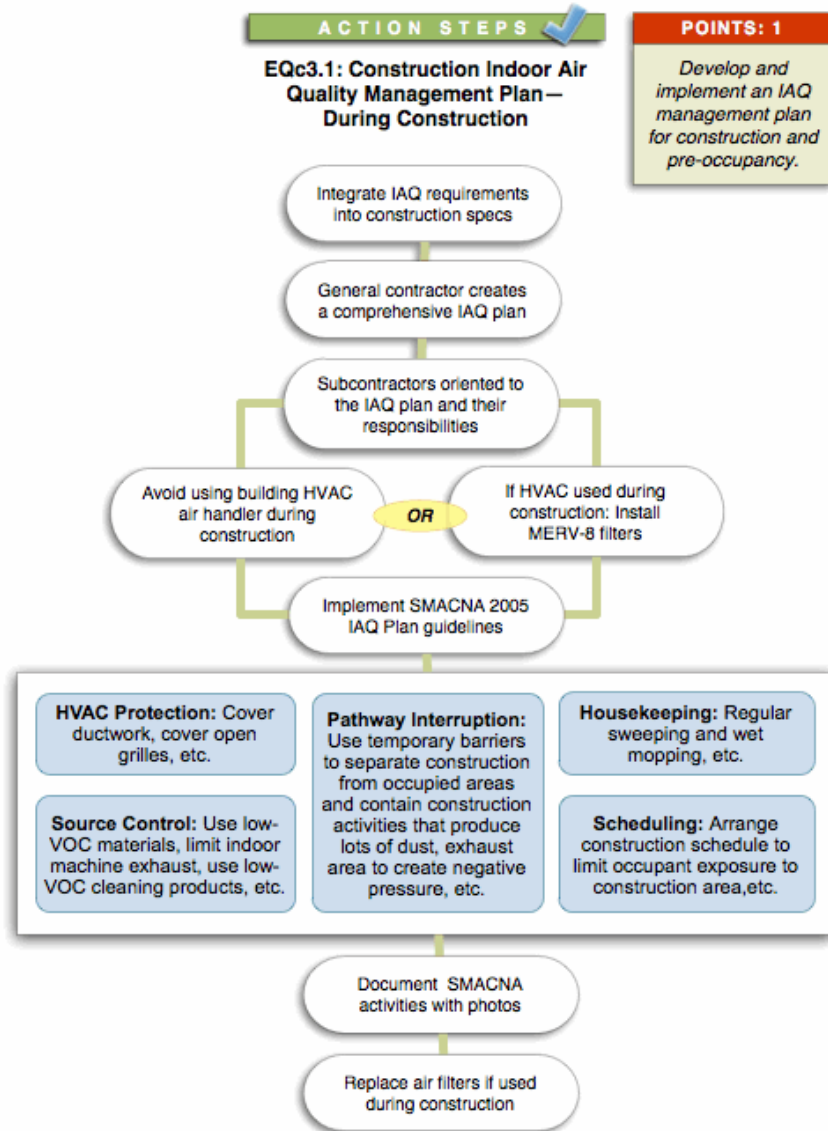 ACTION STEPS
EQc3.1: Construction Indoor Air
Quality Management Plan—
During Construction
POINTS: 1
Develop and
implement an IAQ
management plan
for construction and
pre-occupancy.
Integrate IAQ requirements
into construction specs
General contractor creates
a comprehensive IAQ plan
Subcontractors oriented to
the IAQ plan and their
responsibilities
Avoid using building HVAC
air handler during
construction
OR
If HVAC used during
construction: Install
MERV-8 filters
Implement SMACNA 2005
IAQ Plan guidelines
HVAC Protection: Cover
ductwork, cover open
grilles, etc.
Source Control: Use low-
VOC materials, limit indoor
machine exhaust, use low-
VOC cleaning products, etc.
Pathway Interruption:
Use temporary barriers
to separate construction
from occupied areas
and contain construction
activities that produce
lots of dust, exhaust
area to create negative
pressure, etc.
Housekeeping: Regular
sweeping and wet
mopping, etc.
Scheduling: Arrange
construction schedule to
limit occupant exposure to
construction area,etc.
Document SMACNA
activities with photos
Replace air filters if used
during construction